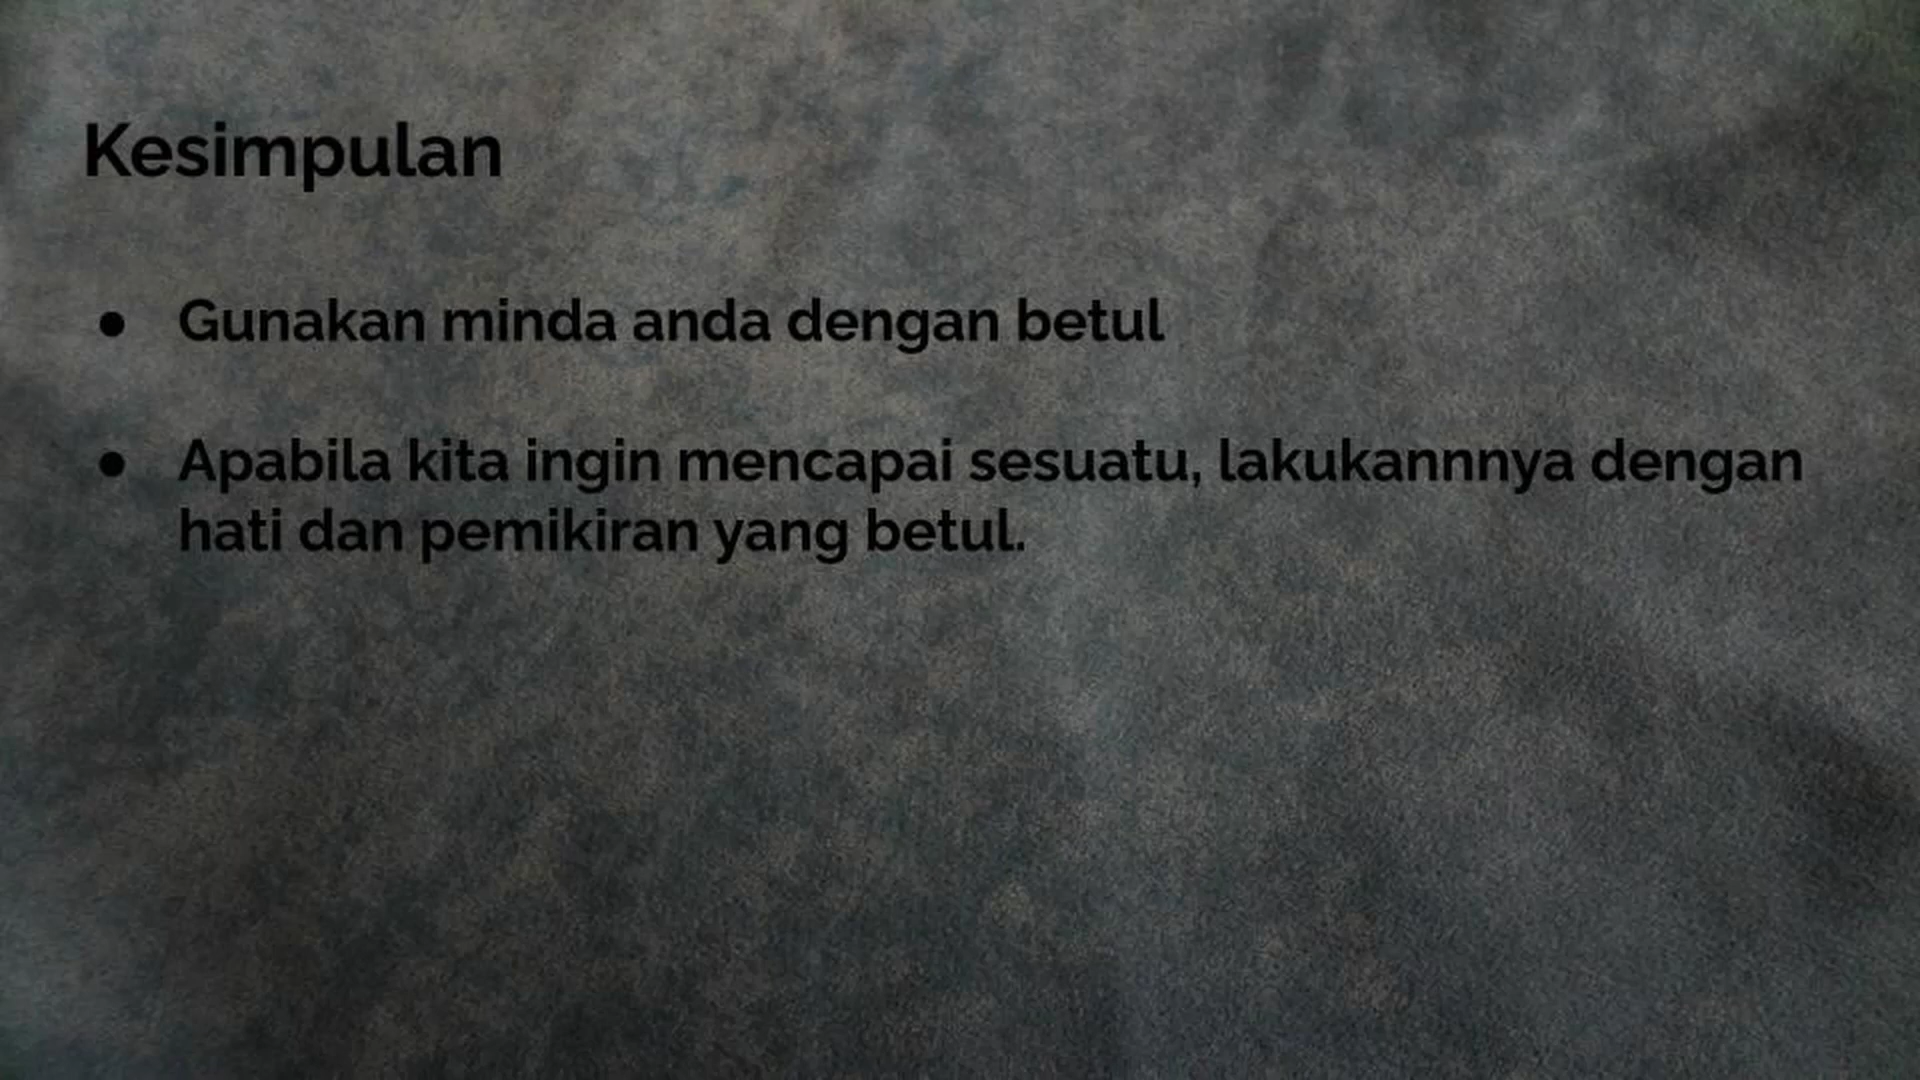 Kesimpulan
● Gunakan minda anda dengan betul
● Apabila kita ingin mencapai sesuatu, lakukannnya dengan
hati dan pemikiran yang betul.